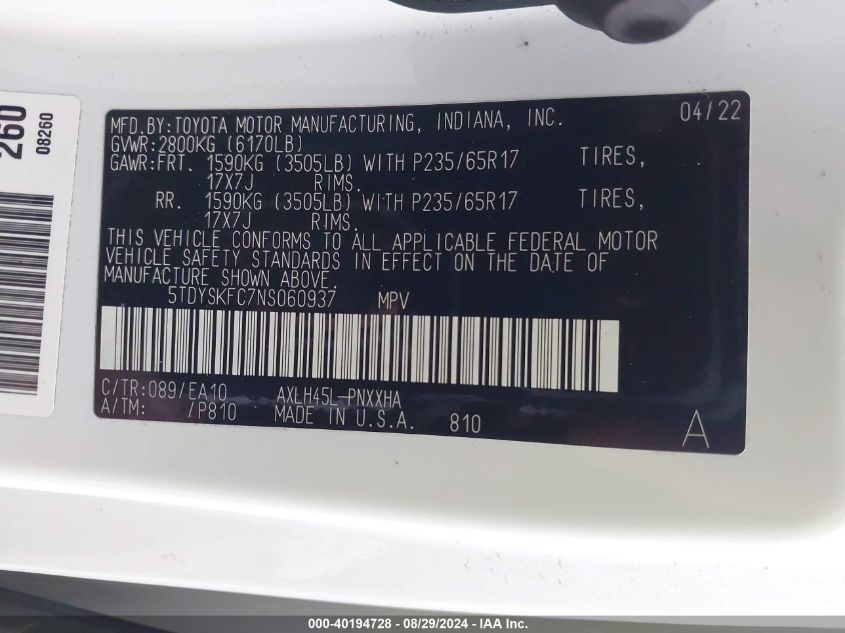 260
08260
MFD.BY:TOYOTA MOTOR MANUFACTURING, INDIANA, INC. 04/22
GVWR:2800KG (6170LB)
GAWR:FRT. 1590KG (3505LB) WITH P235/65R17 TIRES,
17X7J RIMS.
RR. 1590KG (3505LB) WITH P235/65R17 TIRES,
17X7J RIMS.
THIS VEHICLE CONFORMS TO ALL APPLICABLE FEDERAL MOTOR
VEHICLE SAFETY STANDARDS IN EFFECT ON THE DATE OF
MANUFACTURE SHOWN ABOVE.
5TDYSKFC7NS060937 MPV
C/TR:089/EA10 AXLH45L-PNXXHA
A/TM: /P810 MADE IN U.S.A. 810
A
000-40194728 - 08/29/2024 - IAA Inc.